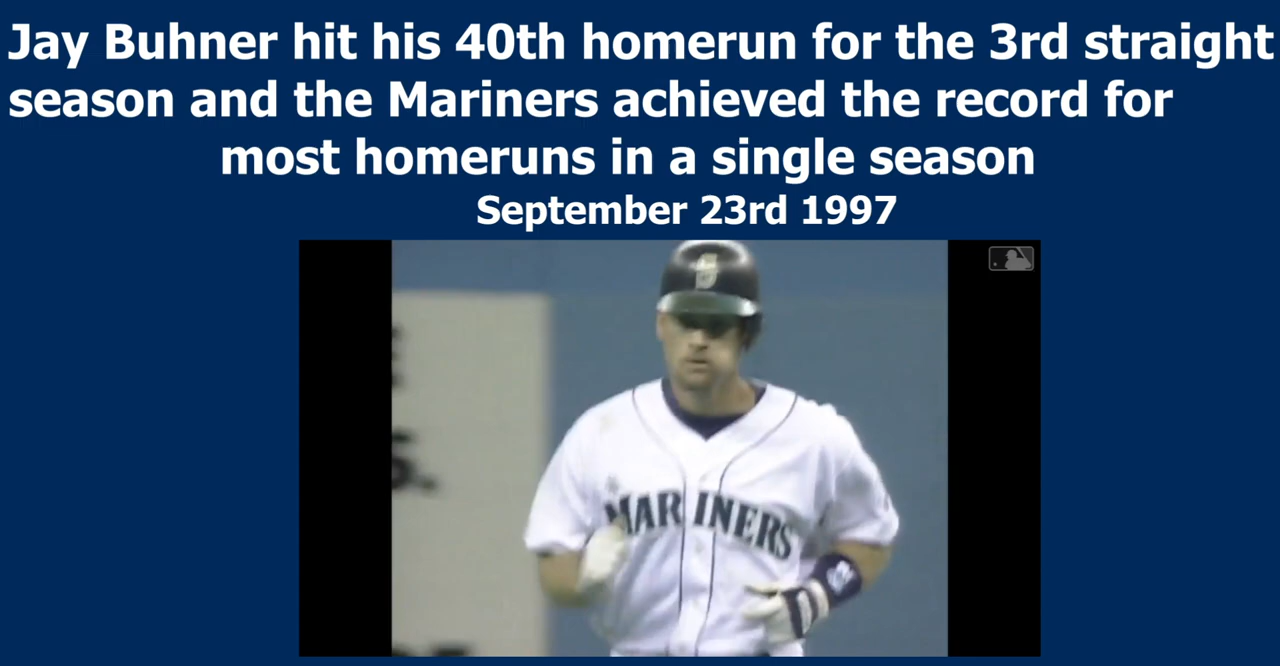 Jay Buhner hit his 40th homerun for the 3rd straight
season and the Mariners achieved the record for
most homeruns in a single season
September 23rd 1997
S
MARINERS